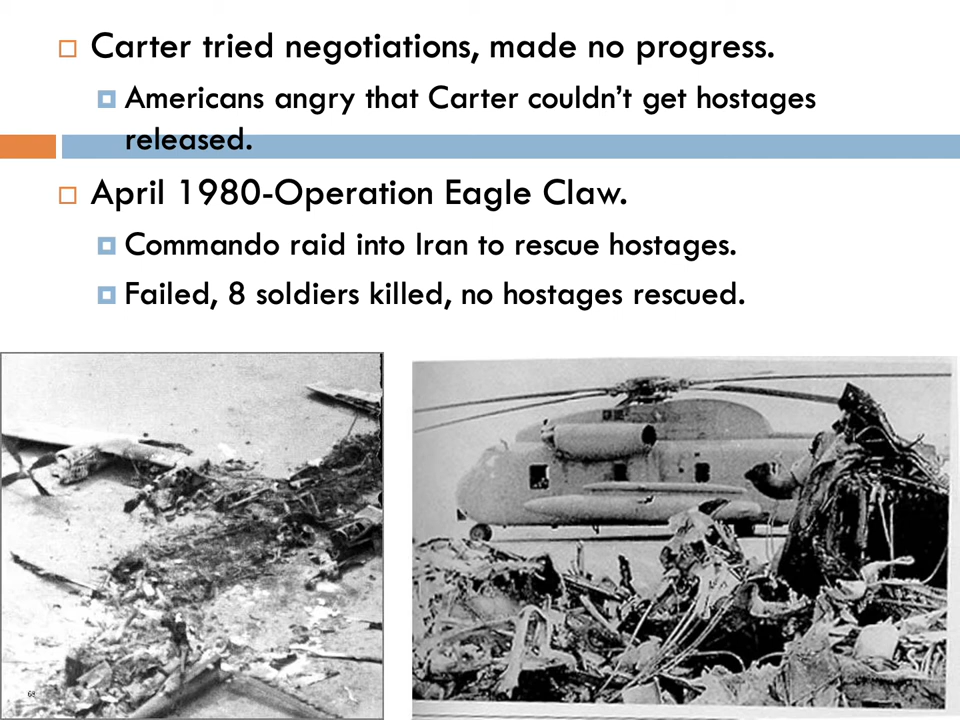 Carter tried negotiations, made no progress.
Americans angry that Carter couldn’t get hostages
released.
April 1980-Operation Eagle Claw.
Commando raid into Iran to rescue hostages.
Failed, 8 soldiers killed, no hostages rescued.